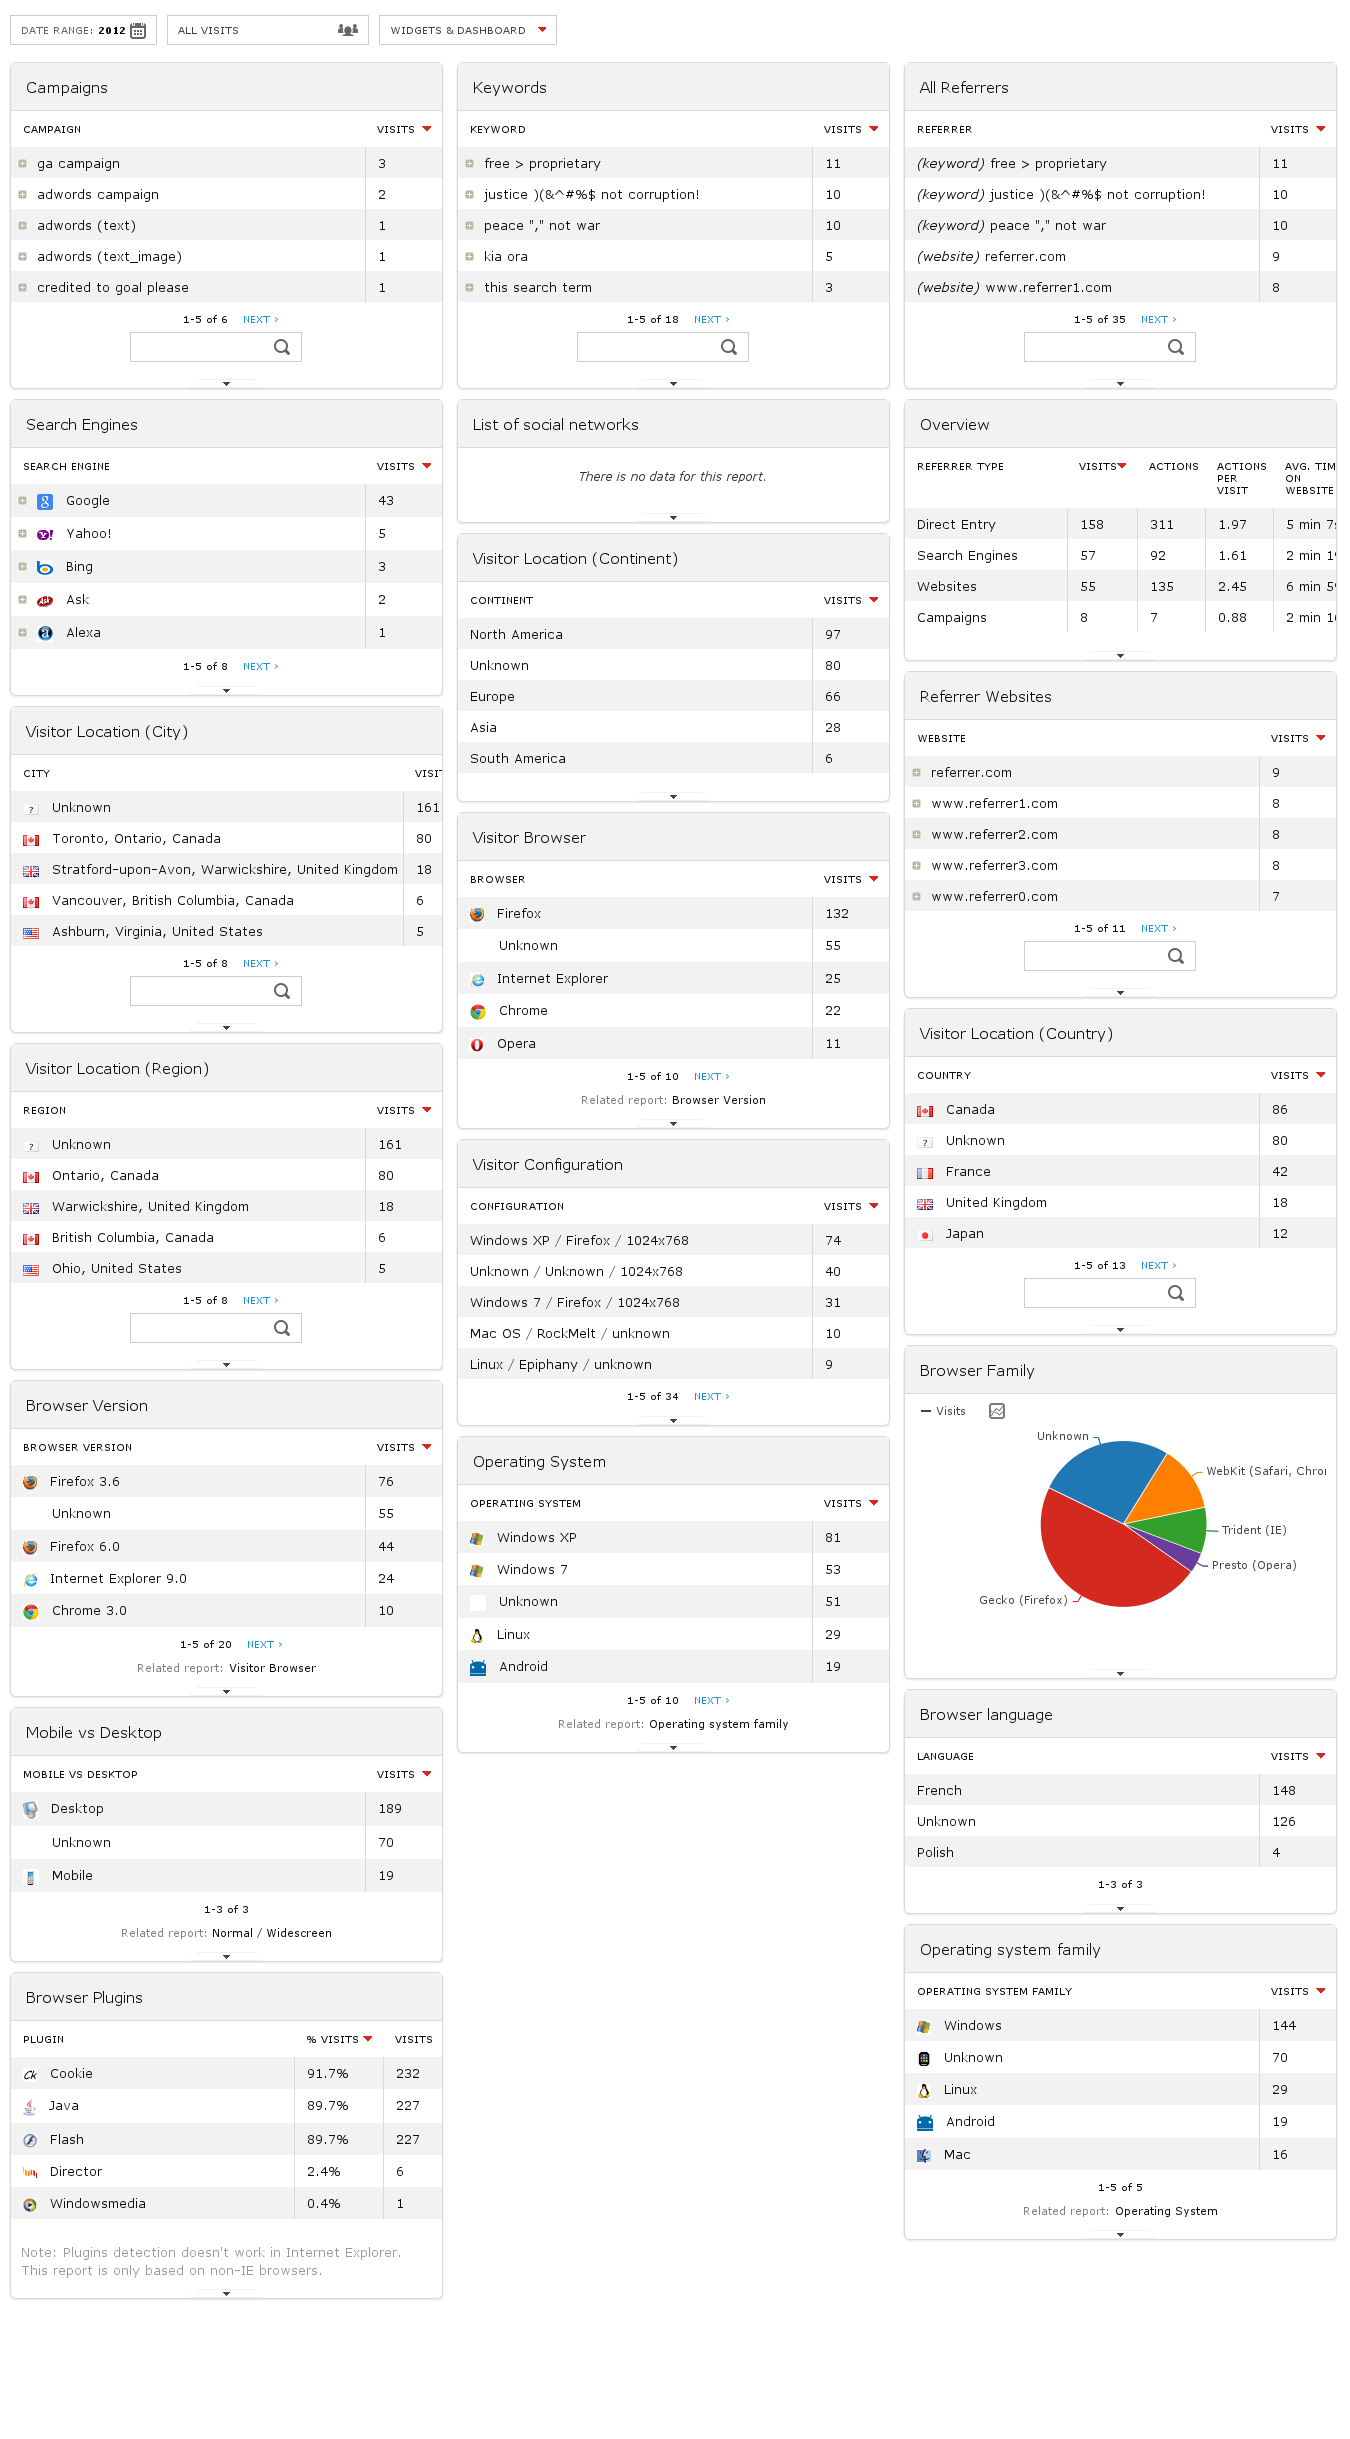 DATE RANGE: 2012
ALL VISITS
WIDGETS & DASHBOARD
Campaigns
CAMPAIGN VISITS
ga campaign 3
adwords campaign 2
adwords (text) 1
adwords (text_image) 1
credited to goal please 1
1-5 of 6 NEXT ›
Search Engines
SEARCH ENGINE VISITS
Google 43
Yahoo! 5
Bing 3
Ask 2
Alexa 1
1-5 of 8 NEXT ›
Visitor Location (City)
CITY VISIT
Unknown 161
Toronto, Ontario, Canada 80
Stratford-upon-Avon, Warwickshire, United Kingdom 18
Vancouver, British Columbia, Canada 6
Ashburn, Virginia, United States 5
1-5 of 8 NEXT ›
Visitor Location (Region)
REGION VISITS
Unknown 161
Ontario, Canada 80
Warwickshire, United Kingdom 18
British Columbia, Canada 6
Ohio, United States 5
1-5 of 8 NEXT ›
Browser Version
BROWSER VERSION VISITS
Firefox 3.6 76
Unknown 55
Firefox 6.0 44
Internet Explorer 9.0 24
Chrome 3.0 10
1-5 of 20 NEXT ›
Related report: Visitor Browser
Mobile vs Desktop
MOBILE VS DESKTOP VISITS
Desktop 189
Unknown 70
Mobile 19
1-3 of 3
Related report: Normal / Widescreen
Browser Plugins
PLUGIN % VISITS VISITS
Cookie 91.7% 232
Java 89.7% 227
Flash 89.7% 227
Director 2.4% 6
Windowsmedia 0.4% 1
Note: Plugins detection doesn't work in Internet Explorer.
This report is only based on non-IE browsers.
Keywords
KEYWORD VISITS
free > proprietary 11
justice )(&^#%$ not corruption! 10
peace "," not war 10
kia ora 5
this search term 3
1-5 of 18 NEXT ›
List of social networks
There is no data for this report.
Visitor Location (Continent)
CONTINENT VISITS
North America 97
Unknown 80
Europe 66
Asia 28
South America 6
Visitor Browser
BROWSER VISITS
Firefox 132
Unknown 55
Internet Explorer 25
Chrome 22
Opera 11
1-5 of 10 NEXT ›
Related report: Browser Version
Visitor Configuration
CONFIGURATION VISITS
Windows XP / Firefox / 1024x768 74
Unknown / Unknown / 1024x768 40
Windows 7 / Firefox / 1024x768 31
Mac OS / RockMelt / unknown 10
Linux / Epiphany / unknown 9
1-5 of 34 NEXT ›
Operating System
OPERATING SYSTEM VISITS
Windows XP 81
Windows 7 53
Unknown 51
Linux 29
Android 19
1-5 of 10 NEXT ›
Related report: Operating system family
All Referrers
REFERRER VISITS
(keyword) free > proprietary 11
(keyword) justice )(&^#%$ not corruption! 10
(keyword) peace "," not war 10
(website) referrer.com 9
(website) www.referrer1.com 8
1-5 of 35 NEXT ›
Overview
REFERRER TYPE VISITS ACTIONS ACTIONS AVG. TIM
PER ON
VISIT WEBSITE
Direct Entry 158 311 1.97 5 min 7s
Search Engines 57 92 1.61 2 min
Websites 55 135 2.45 6 min
Campaigns 8 7 0.88 2 min
Referrer Websites
WEBSITE VISITS
referrer.com 9
www.referrer1.com 8
www.referrer2.com 8
www.referrer3.com 8
www.referrer0.com 7
1-5 of 11 NEXT ›
Visitor Location (Country)
COUNTRY VISITS
Canada 86
Unknown 80
France 42
United Kingdom 18
Japan 12
1-5 of 13 NEXT ›
Browser Family
Visits
Unknown
WebKit (Safari, Chro
Trident (IE)
Presto (Opera)
Gecko (Firefox)
Browser language
LANGUAGE VISITS
French 148
Unknown 126
Polish 4
1-3 of 3
Operating system family
OPERATING SYSTEM FAMILY VISITS
Windows 144
Unknown 70
Linux 29
Android 19
Mac 16
1-5 of 5
Related report: Operating System